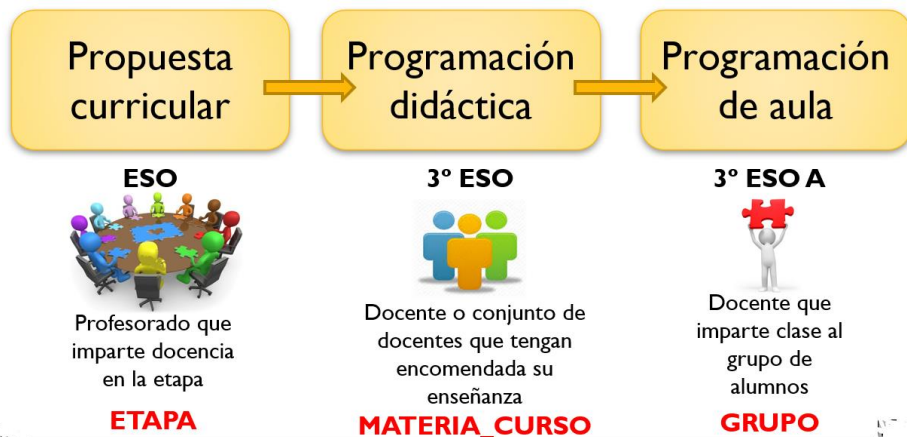 Propuesta
curricular
Programación
didáctica
Programación
de aula
ESO
3º ESO
3º ESO A
Profesorado que
imparte docencia
en la etapa
Docente o conjunto de
docentes que tengan
encomendada su
enseñanza
Docente que
imparte clase al
grupo de
alumnos
ETAPA
MATERIA_CURSO
GRUPO